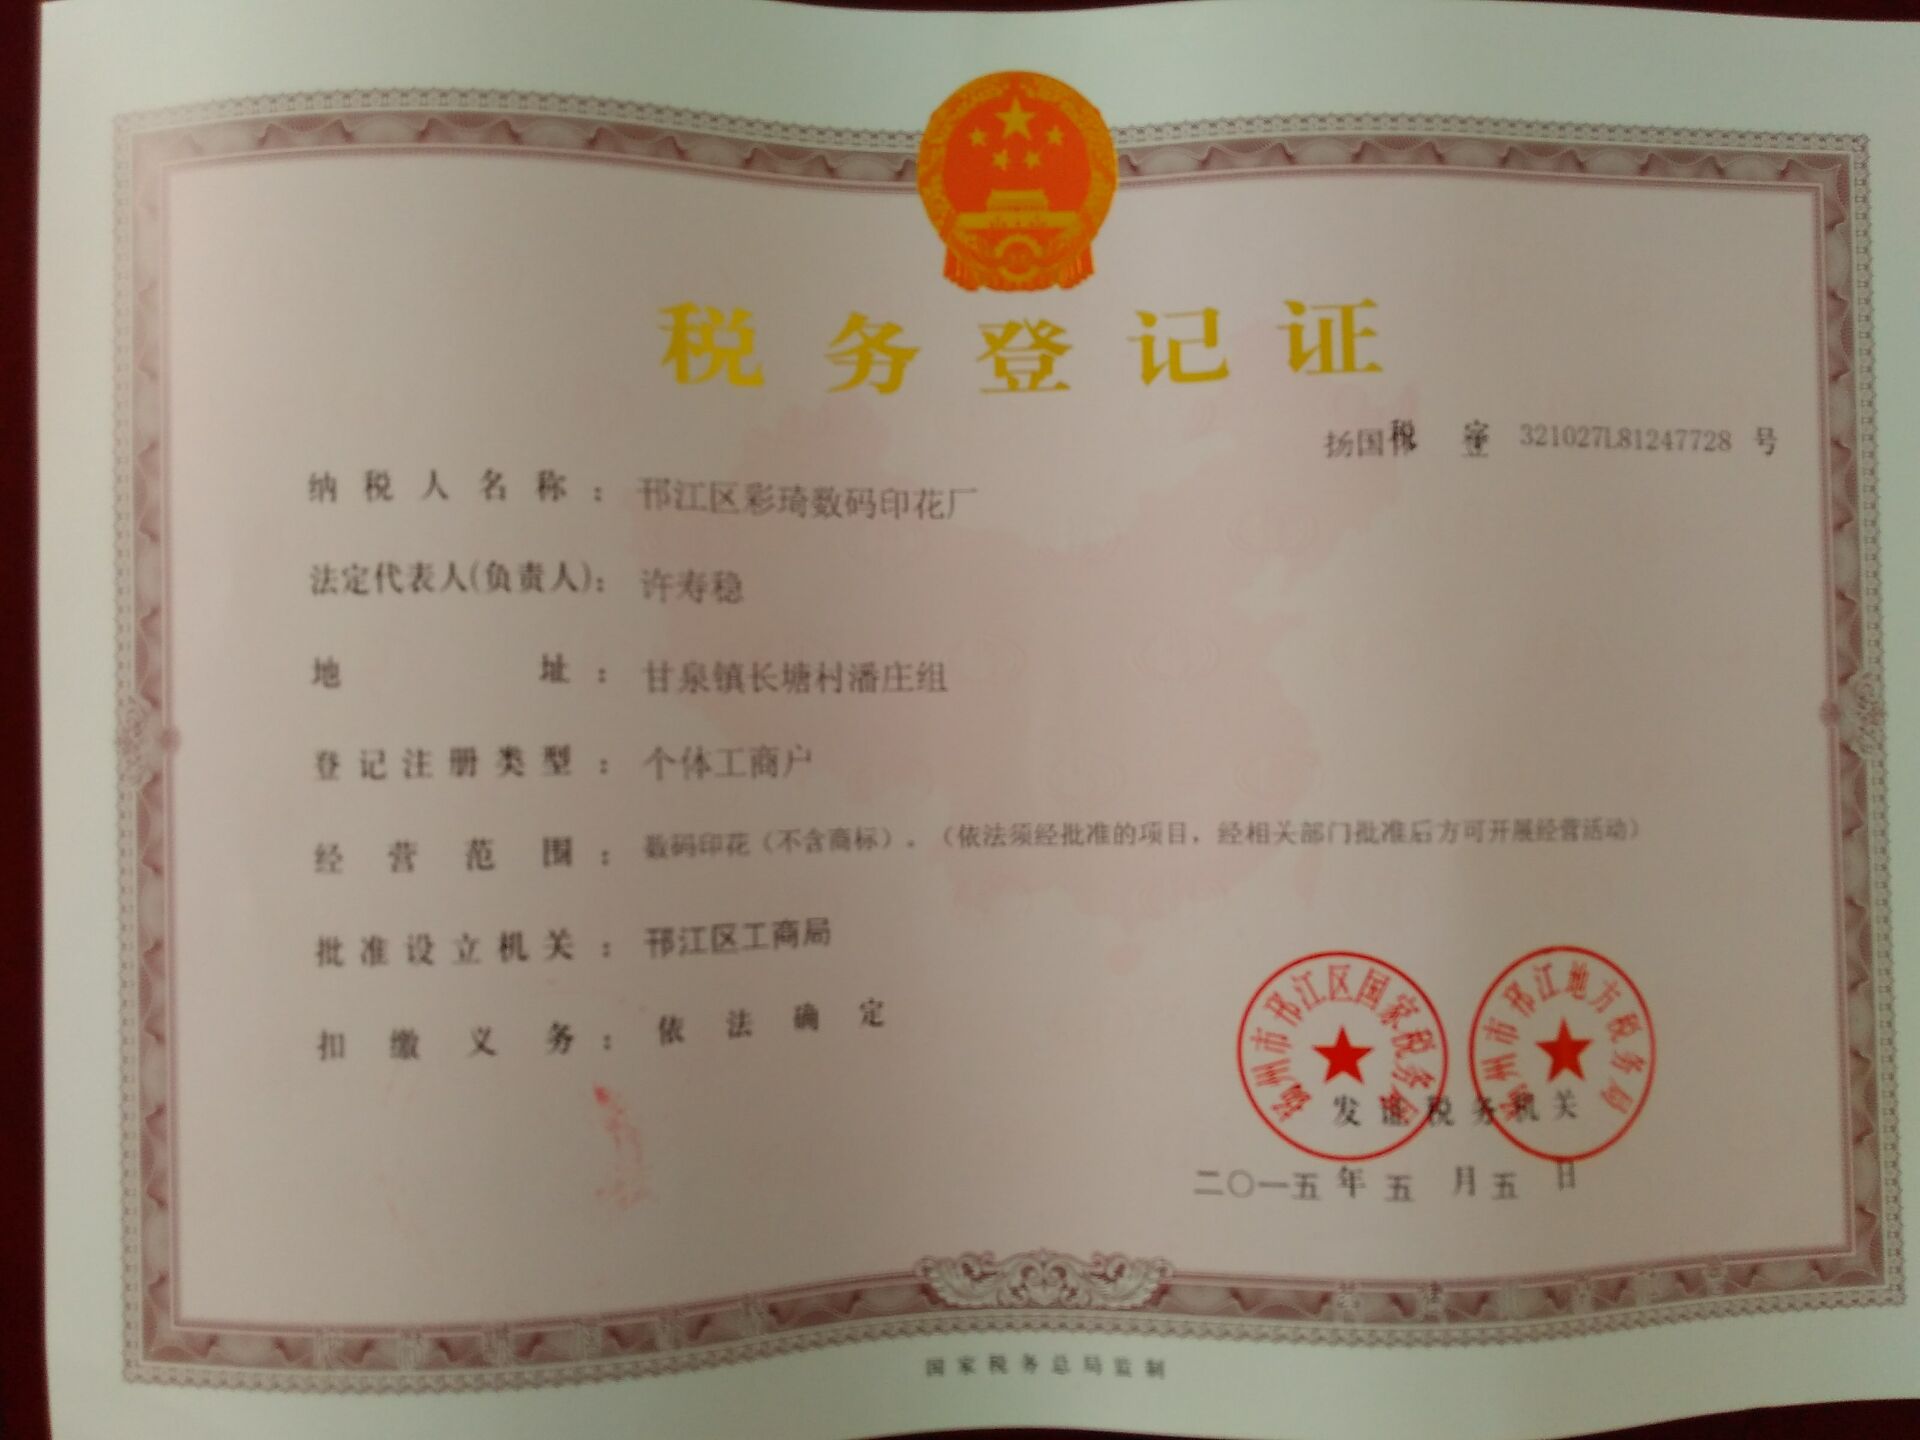 税务登记证
扬国税 字 321027L81247728 号
纳税人名称：邗江区彩琦数码印花厂
法定代表人(负责人)：许寿稳
地址：甘泉镇长塘村潘庄组
登记注册类型：个体工商户
经营范围：数码印花（不含商标）。（依法须经批准的项目，经相关部门批准后方可开展经营活动）
批准设立机关：邗江区工商局
扣缴义务：依法确定
扬州市邗江区国家税务局
扬州市邗江地方税务局
发证税务机关
二〇一五年五月五日
国家税务总局监制